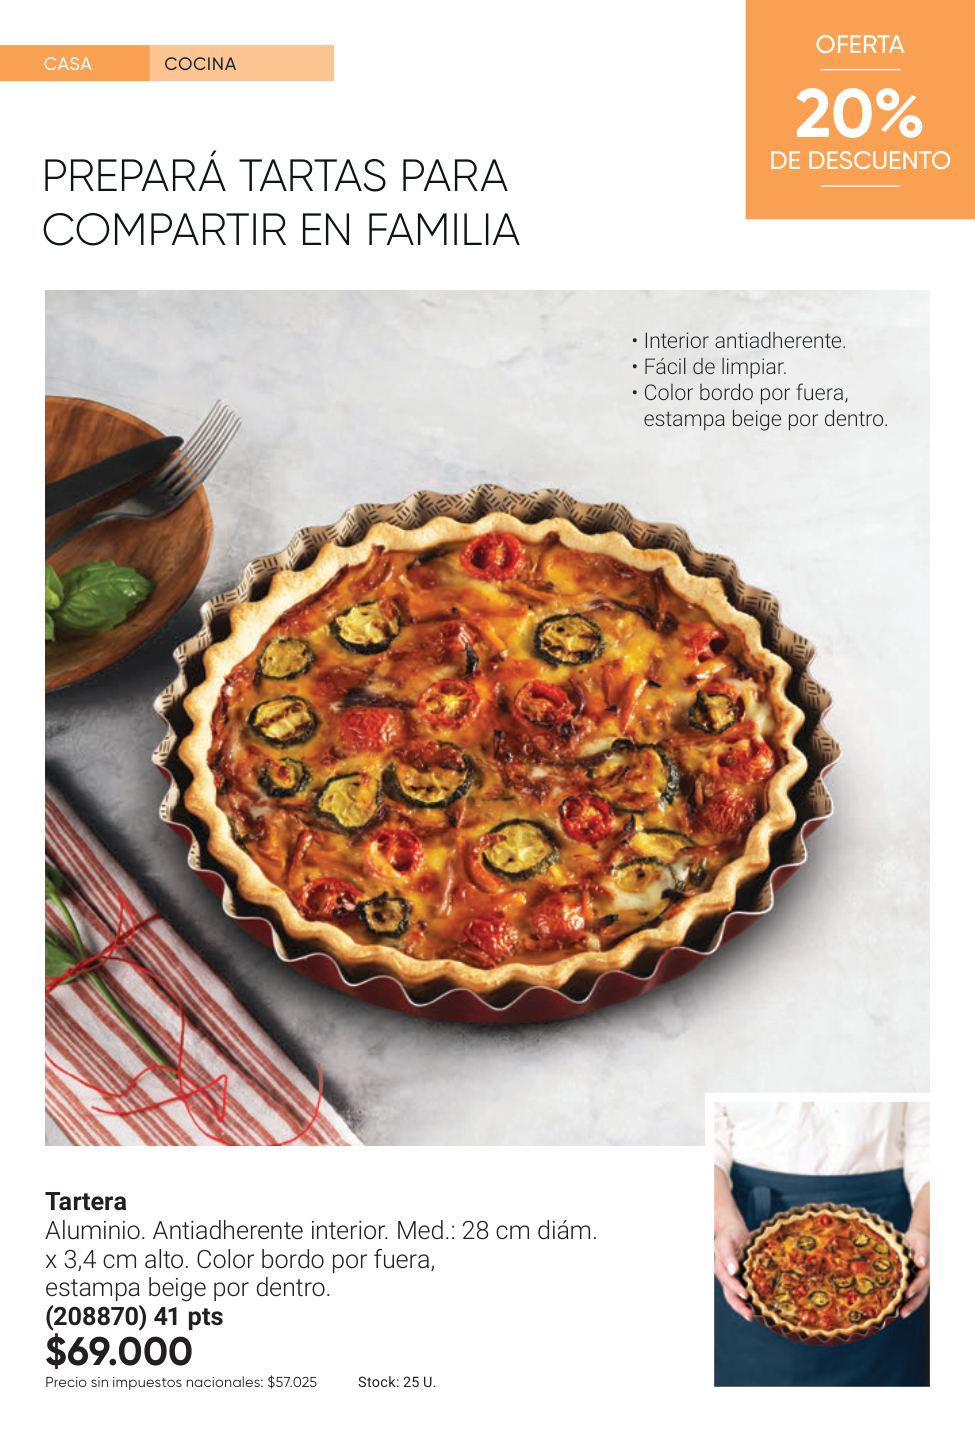 CASA
COCINA
OFERTA
20%
DE DESCUENTO
PREPARÁ TARTAS PARA
COMPARTIR EN FAMILIA
• Interior antiadherente.
• Fácil de limpiar.
• Color bordo por fuera,
estampa beige por dentro.
Tartera
Aluminio. Antiadherente interior. Med.: 28 cm diám.
x 3,4 cm alto. Color bordo por fuera,
estampa beige por dentro.
(208870) 41 pts
$69.000
Precio sin impuestos nacionales: $57.025
Stock: 25 U.